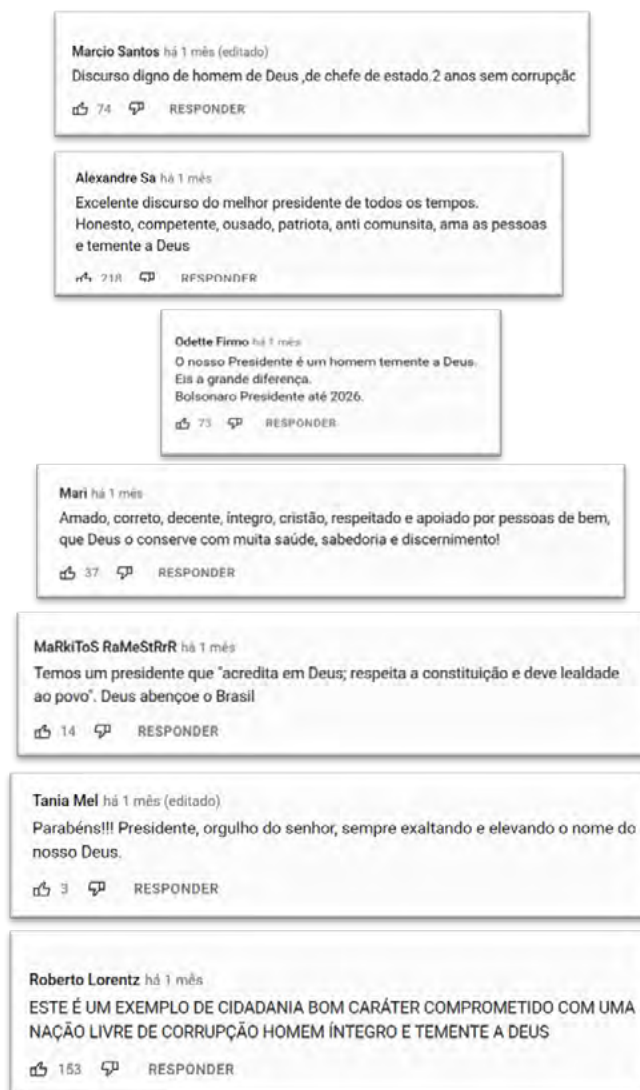 Marcio Santos há 1 mês (editado)
Discurso digno de homem de Deus ,de chefe de estado.2 anos sem corrupção
74 RESPONDER
Alexandre Sa há 1 mês
Excelente discurso do melhor presidente de todos os tempos.
Honesto, competente, ousado, patriota, anti comunsita, ama as pessoas
e temente a Deus
218 RESPONDER
Odette Firmo há 1 mês
O nosso Presidente é um homem temente a Deus.
Eis a grande diferença.
Bolsonaro Presidente até 2026.
73 RESPONDER
Mari há 1 mês
Amado, correto, decente, íntegro, cristão, respeitado e apoiado por pessoas de bem,
que Deus o conserve com muita saúde, sabedoria e discernimento!
37 RESPONDER
MaRkiToS RaMeStRrR há 1 mês
Temos um presidente que "acredita em Deus; respeita a constituição e deve lealdade
ao povo". Deus abençoe o Brasil
14 RESPONDER
Tania Mel há 1 mês (editado)
Parabéns!!! Presidente, orgulho do senhor, sempre exaltando e elevando o nome do
nosso Deus.
3 RESPONDER
Roberto Lorentz há 1 mês
ESTE É UM EXEMPLO DE CIDADANIA BOM CARÁTER COMPROMETIDO COM UMA
NAÇÃO LIVRE DE CORRUPÇÃO HOMEM ÍNTEGRO E TEMENTE A DEUS
153 RESPONDER